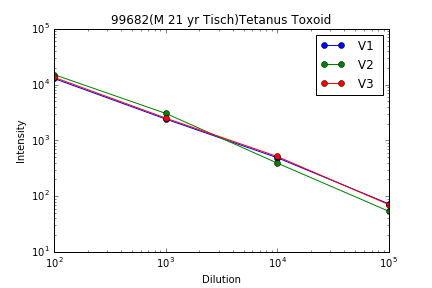 99682(M 21 yr Tisch)Tetanus Toxoid
10^5
10^4
10^3
10^2
10^1
Intensity
V1
V2
V3
10^2 10^3 10^4 10^5
Dilution